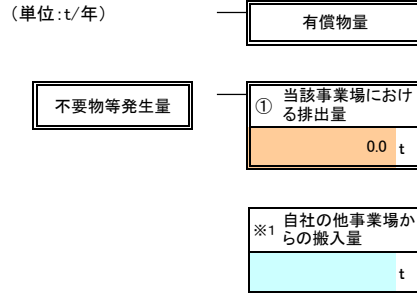 （単位:t/年）
有償物量
不要物等発生量
① 当該事業場におけ
る排出量
0.0 t
※1 自社の他事業場か
らの搬入量
t